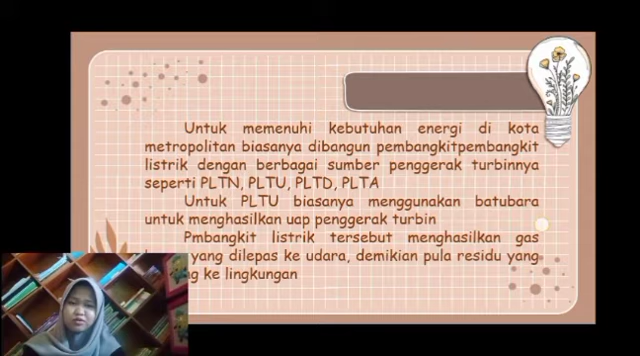 Untuk memenuhi kebutuhan energi di kota
metropolitan biasanya dibangun pembangkitpembangkit
listrik dengan berbagai sumber penggerak turbinnya
seperti PLTN, PLTU, PLTD, PLTA
Untuk PLTU biasanya menggunakan batubara
untuk menghasilkan uap penggerak turbin
Pmbangkit listrik tersebut menghasilkan gas
yang dilepas ke udara, demikian pula residu yang
ke lingkungan